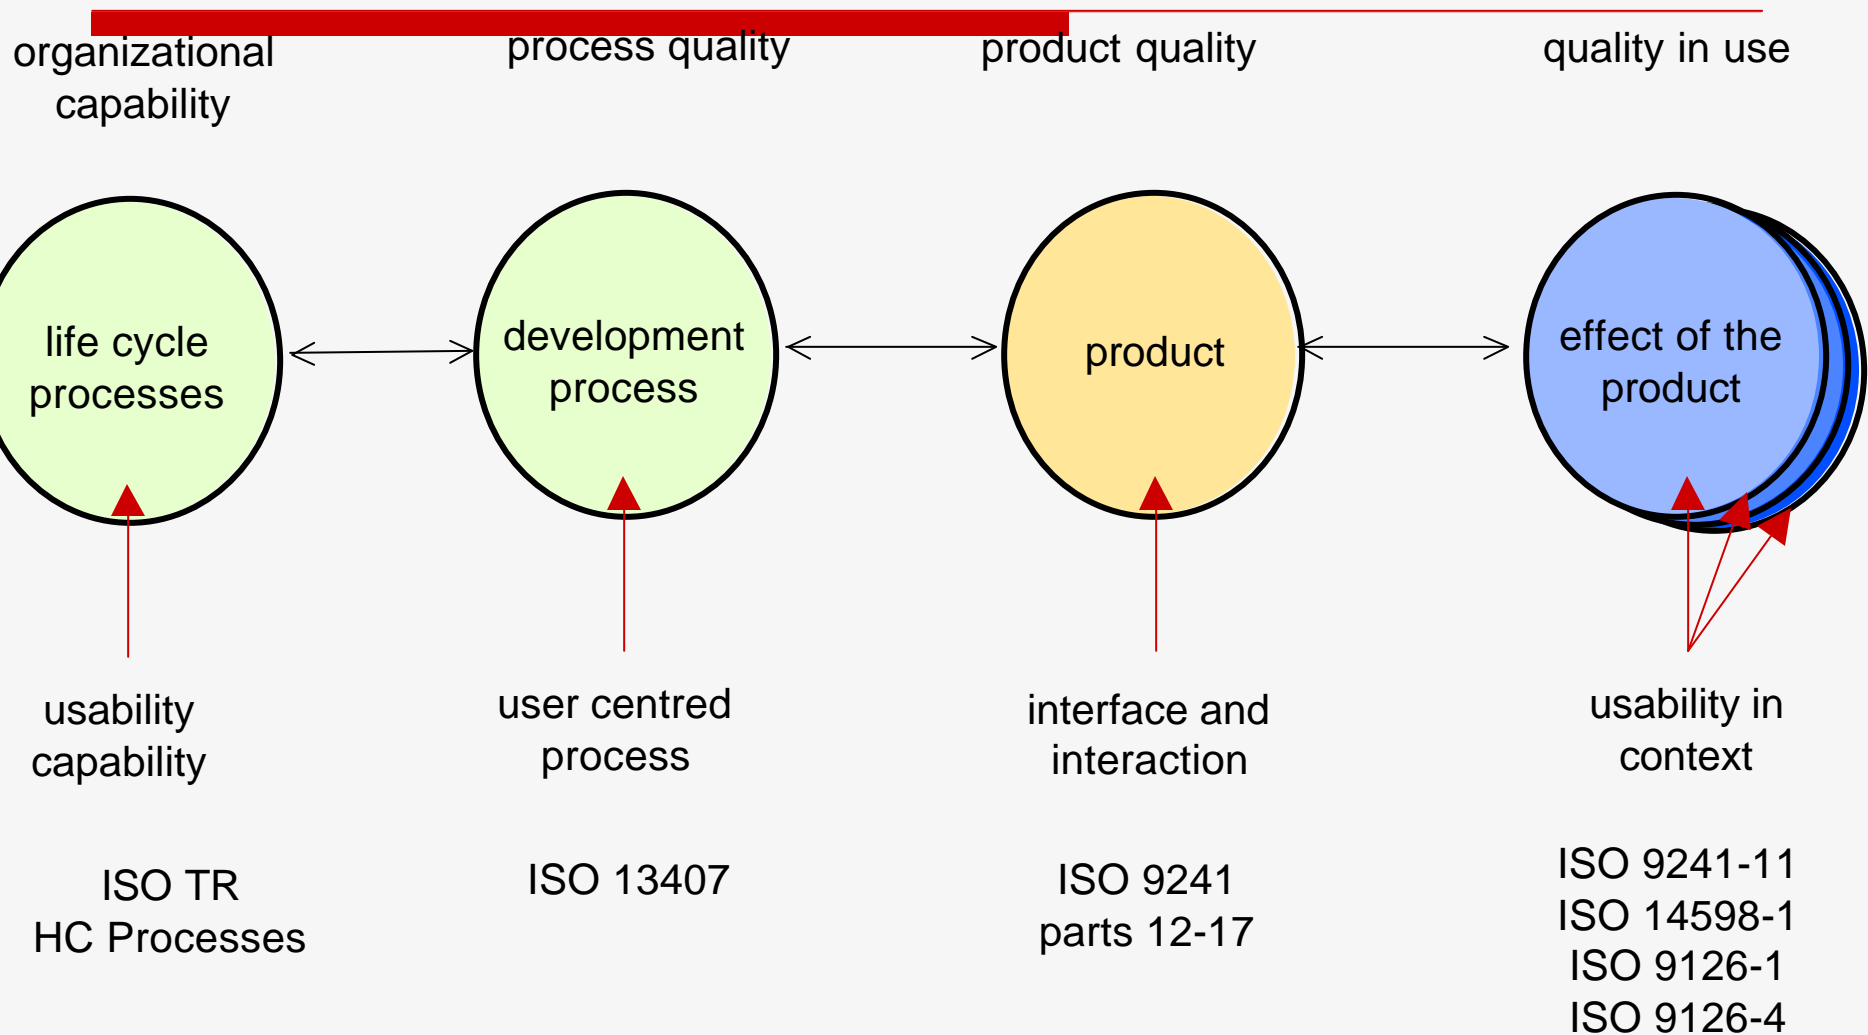 organizational
capability
process quality
product quality
quality in use
life cycle
processes
development
process
product
effect of the
product
usability
capability
user centred
process
interface and
interaction
usability in
context
ISO TR
HC Processes
ISO 13407
ISO 9241
parts 12-17
ISO 9241-11
ISO 14598-1
ISO 9126-1
ISO 9126-4